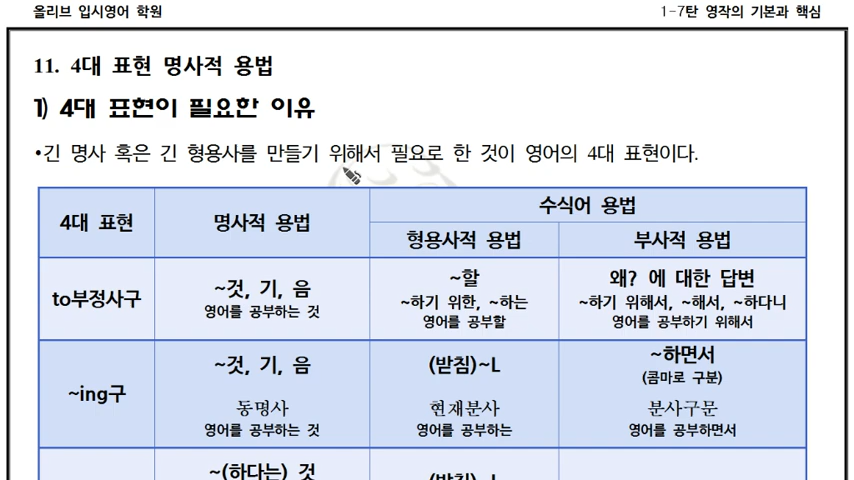 올리브 입시영어 학원
1-7탄 영작의 기본과 핵심
11. 4대 표현 명사적 용법
1) 4대 표현이 필요한 이유
•긴 명사 혹은 긴 형용사를 만들기 위해서 필요로 한 것이 영어의 4대 표현이다.
4대 표현
명사적 용법
수식어 용법
형용사적 용법
부사적 용법
to부정사구
~것, 기, 음
영어를 공부하는 것
~할
~하기 위한, ~하는
영어를 공부할
왜? 에 대한 답변
~하기 위해서, ~해서, ~하다니
영어를 공부하기 위해서
~ing구
~것, 기, 음
동명사
영어를 공부하는 것
(받침)~L
현재분사
영어를 공부하는
~하면서
(콤마로 구분)
분사구문
영어를 공부하면서
~(하다는) 것